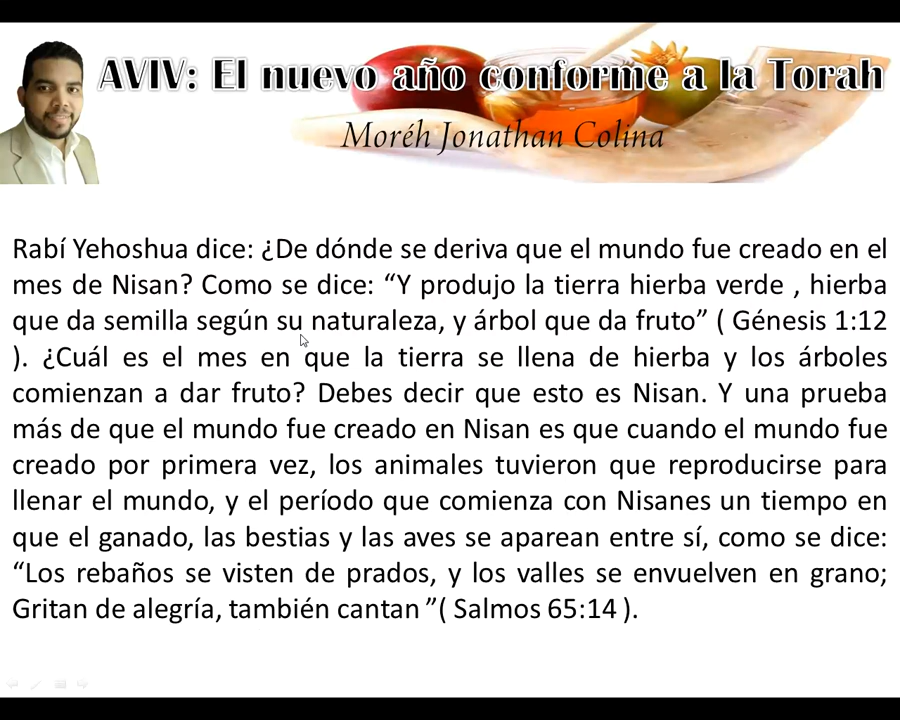 AVIV: El nuevo año conforme a la Torah
Moréh Jonathan Colina
Rabí Yehoshua dice: ¿De dónde se deriva que el mundo fue creado en el
mes de Nisan? Como se dice: “Y produjo la tierra hierba verde , hierba
que da semilla según su naturaleza, y árbol que da fruto” ( Génesis 1:12
). ¿Cuál es el mes en que la tierra se llena de hierba y los árboles
comienzan a dar fruto? Debes decir que esto es Nisan. Y una prueba
más de que el mundo fue creado en Nisan es que cuando el mundo fue
creado por primera vez, los animales tuvieron que reproducirse para
llenar el mundo, y el período que comienza con Nisanes un tiempo en
que el ganado, las bestias y las aves se aparean entre sí, como se dice:
“Los rebaños se visten de prados, y los valles se envuelven en grano;
Gritan de alegría, también cantan ”( Salmos 65:14 ).